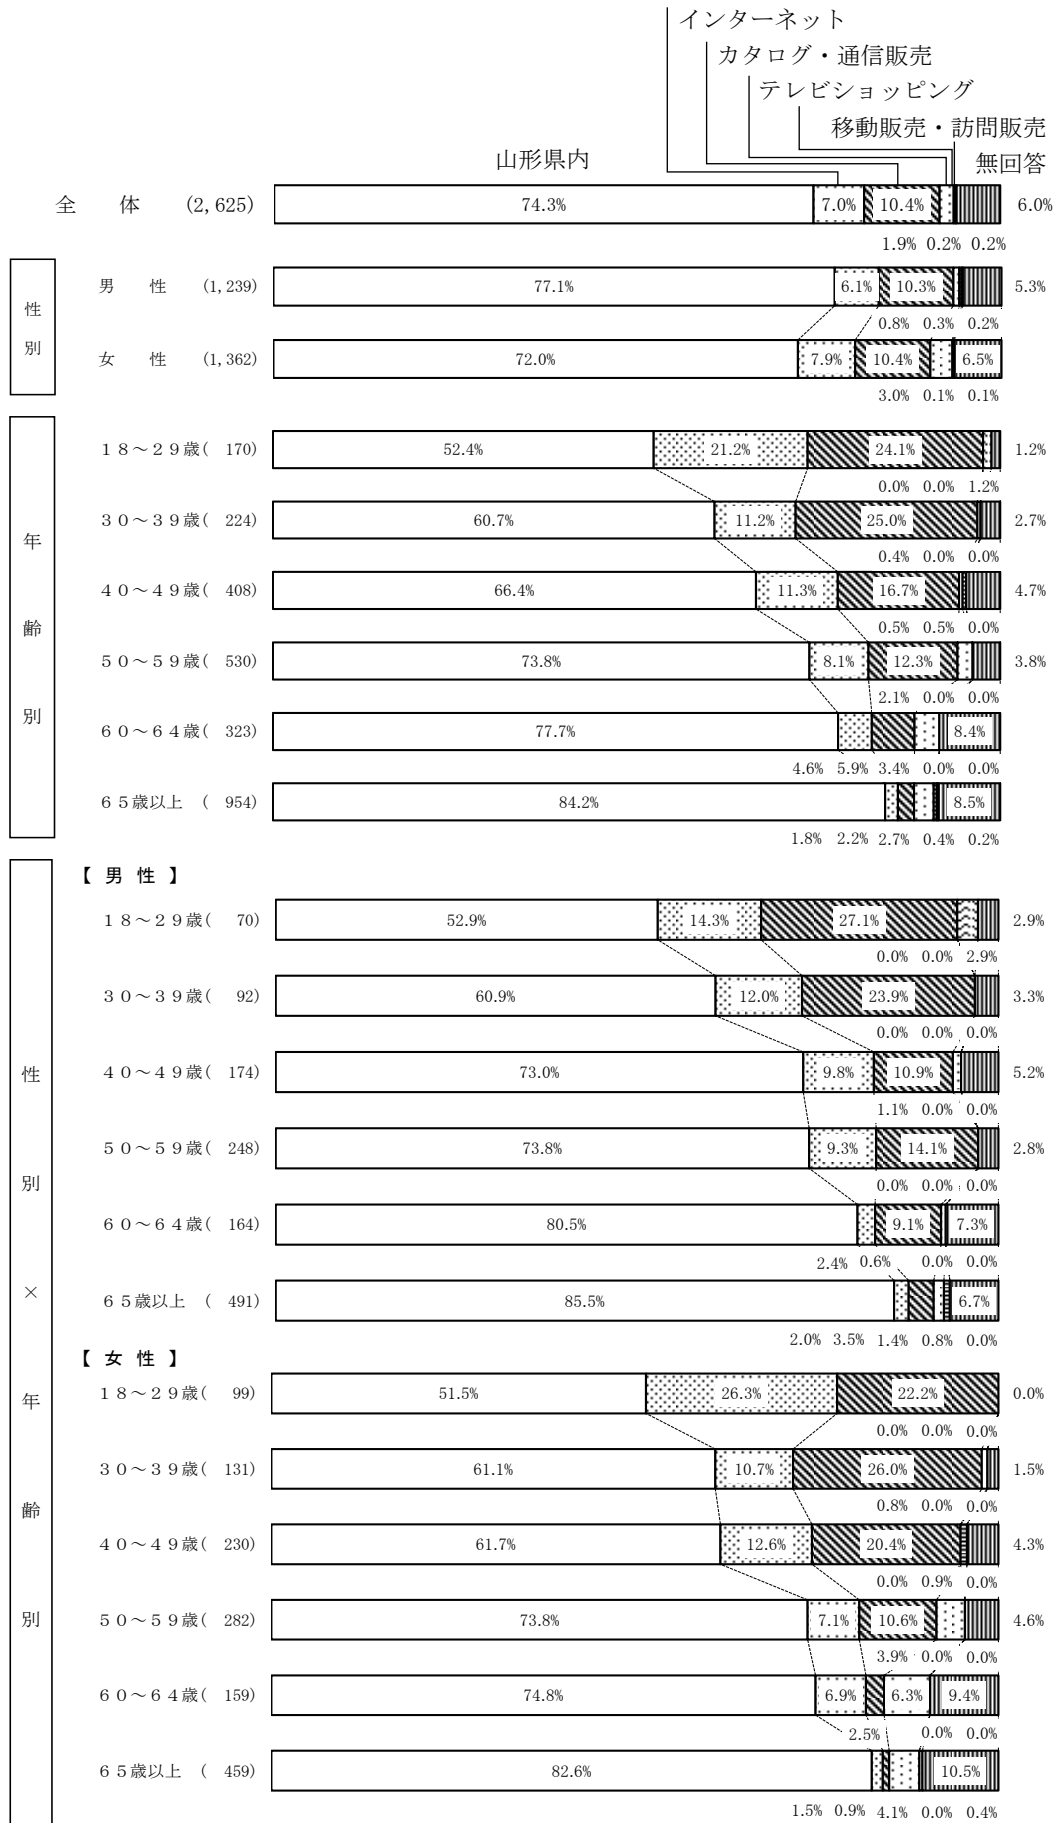 インターネット
カタログ・通信販売
テレビショッピング
移動販売・訪問販売
山形県内 無回答
全 体 (2,625) 74.3% 7.0% 10.4% 6.0%
1.9% 0.2% 0.2%
性別
男 性 (1,239) 77.1% 6.1% 10.3% 5.3%
0.8% 0.3% 0.2%
女 性 (1,362) 72.0% 7.9% 10.4% 6.5%
3.0% 0.1% 0.1%
年齢別
18～29歳( 170) 52.4% 21.2% 24.1% 1.2%
0.0% 0.0% 1.2%
30～39歳( 224) 60.7% 11.2% 25.0% 2.7%
0.4% 0.0% 0.0%
40～49歳( 408) 66.4% 11.3% 16.7% 4.7%
0.5% 0.5% 0.0%
50～59歳( 530) 73.8% 8.1% 12.3% 3.8%
2.1% 0.0% 0.0%
60～64歳( 323) 77.7% 8.4%
4.6% 5.9% 3.4% 0.0% 0.0%
65歳以上 ( 954) 84.2% 8.5%
1.8% 2.2% 2.7% 0.4% 0.2%
性別×年齢別
【 男 性 】
18～29歳( 70) 52.9% 14.3% 27.1% 2.9%
0.0% 0.0% 2.9%
30～39歳( 92) 60.9% 12.0% 23.9% 3.3%
0.0% 0.0% 0.0%
40～49歳( 174) 73.0% 9.8% 10.9% 5.2%
1.1% 0.0% 0.0%
50～59歳( 248) 73.8% 9.3% 14.1% 2.8%
0.0% 0.0% 0.0%
60～64歳( 164) 80.5% 9.1% 7.3%
2.4% 0.6% 0.0% 0.0%
65歳以上 ( 491) 85.5% 6.7%
2.0% 3.5% 1.4% 0.8% 0.0%
【 女 性 】
18～29歳( 99) 51.5% 26.3% 22.2% 0.0%
0.0% 0.0% 0.0%
30～39歳( 131) 61.1% 10.7% 26.0% 1.5%
0.8% 0.0% 0.0%
40～49歳( 230) 61.7% 12.6% 20.4% 4.3%
0.0% 0.9% 0.0%
50～59歳( 282) 73.8% 7.1% 10.6% 4.6%
3.9% 0.0% 0.0%
60～64歳( 159) 74.8% 6.9% 6.3% 9.4%
2.5% 0.0% 0.0%
65歳以上 ( 459) 82.6% 10.5%
1.5% 0.9% 4.1% 0.0% 0.4%